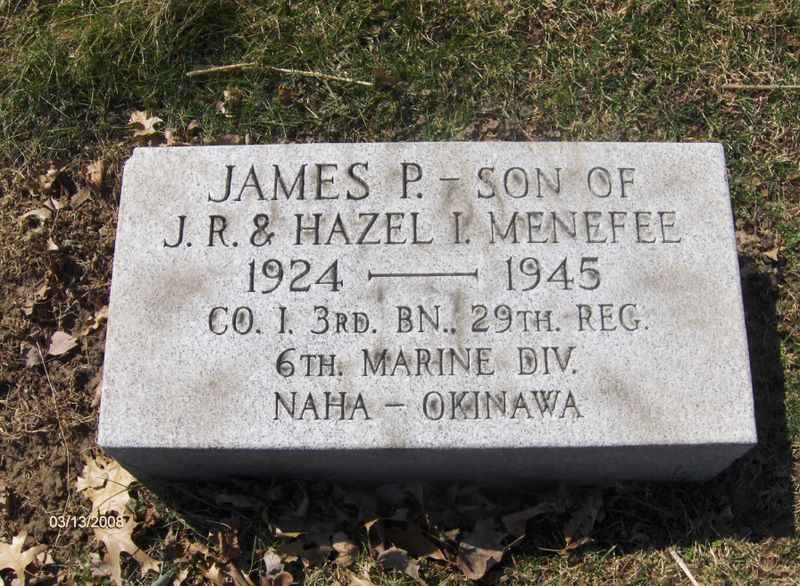 JAMES P. – SON OF
J. R. & HAZEL I. MENEFEE
1924 — 1945
CO. I. 3RD. BN., 29TH. REG.
6TH. MARINE DIV.
NAHA – OKINAWA
03/13/2008